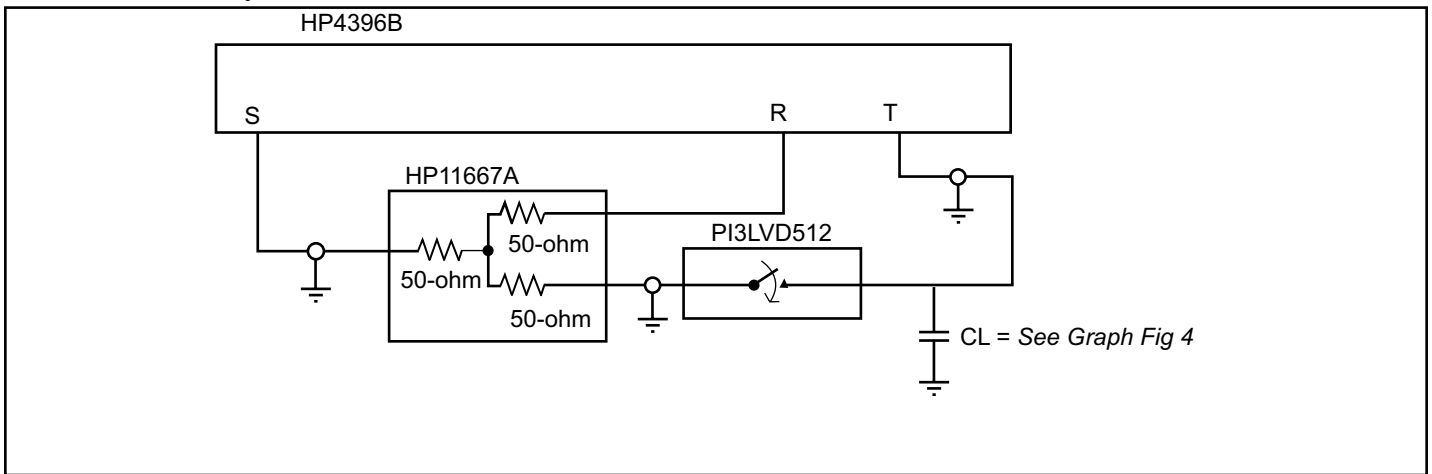 HP4396B
S
R
T
HP11667A
50-ohm
50-ohm
50-ohm
PI3LVD512
CL = See Graph Fig 4